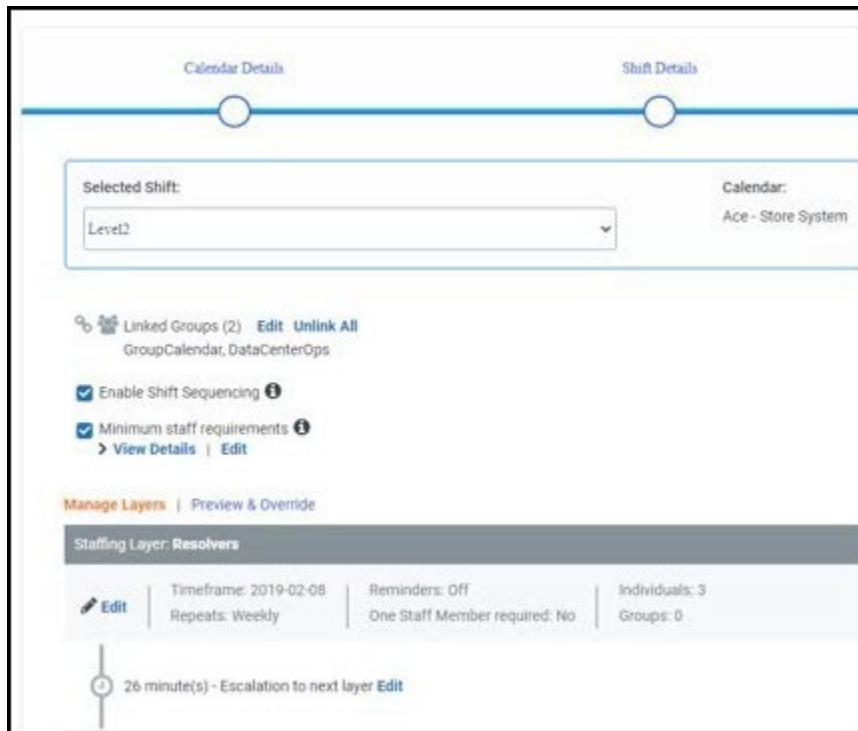 Calendar Details Shift Details
Selected Shift: Calendar:
Level2 Ace - Store System
Linked Groups (2) Edit Unlink All
GroupCalendar, DataCenterOps
Enable Shift Sequencing
Minimum staff requirements
View Details | Edit
Manage Layers | Preview & Override
Staffing Layer: Resolvers
Edit Timeframe: 2019-02-08 Reminders: Off Individuals: 3
Repeats: Weekly One Staff Member required: No Groups: 0
26 minute(s) - Escalation to next layer Edit